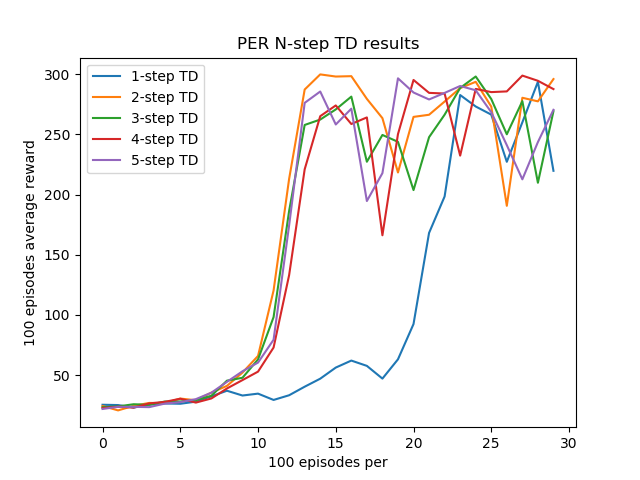 PER N-step TD results
1-step TD
2-step TD
3-step TD
4-step TD
5-step TD
100 episodes average reward
300
250
200
150
100
50
0 5 10 15 20 25 30
100 episodes per